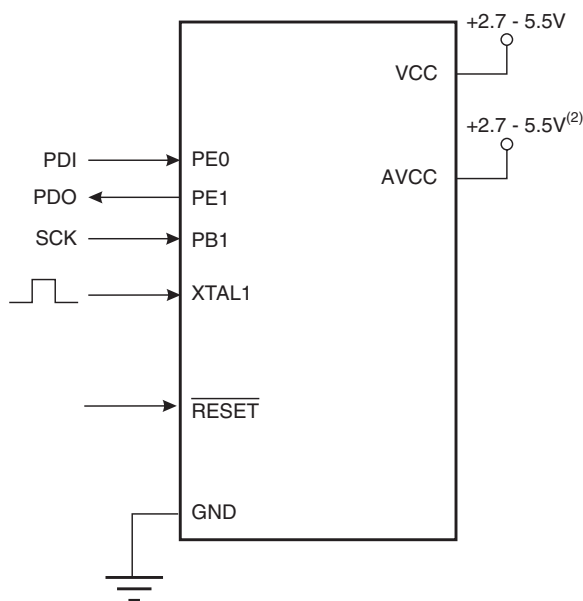 +2.7 - 5.5V
VCC
+2.7 - 5.5V(2)
AVCC
PDI
PE0
PDO
PE1
SCK
PB1
XTAL1
RESET
GND